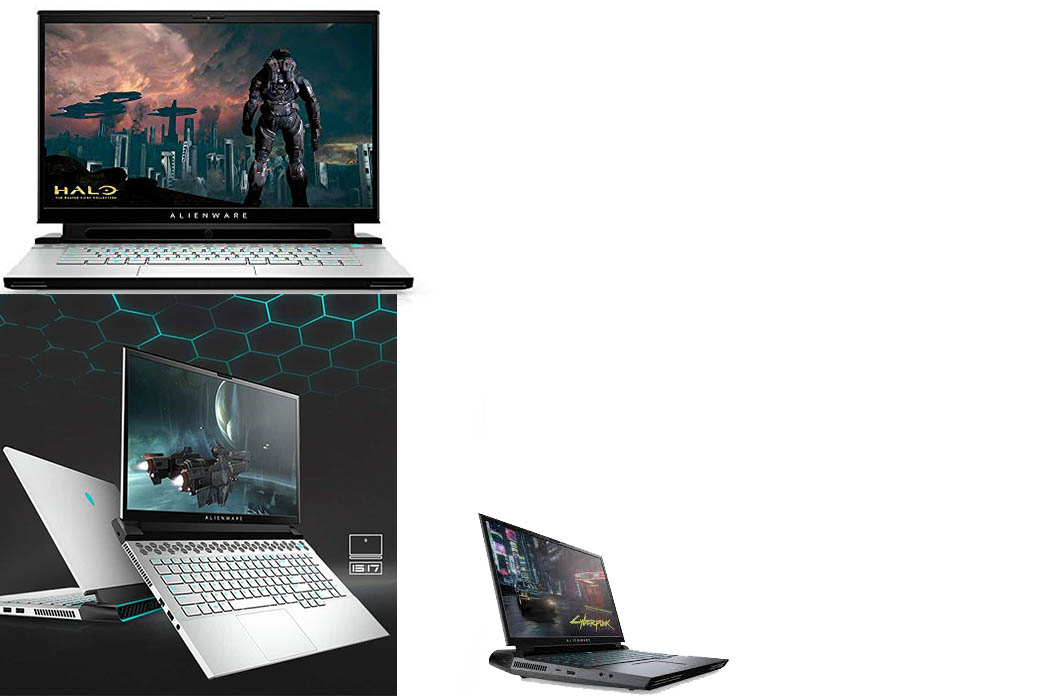 HALO
THE MASTER CHIEF COLLECTION
ALIENWARE
ALIENWARE
15 17
CYBERPUNK
ALIENWARE